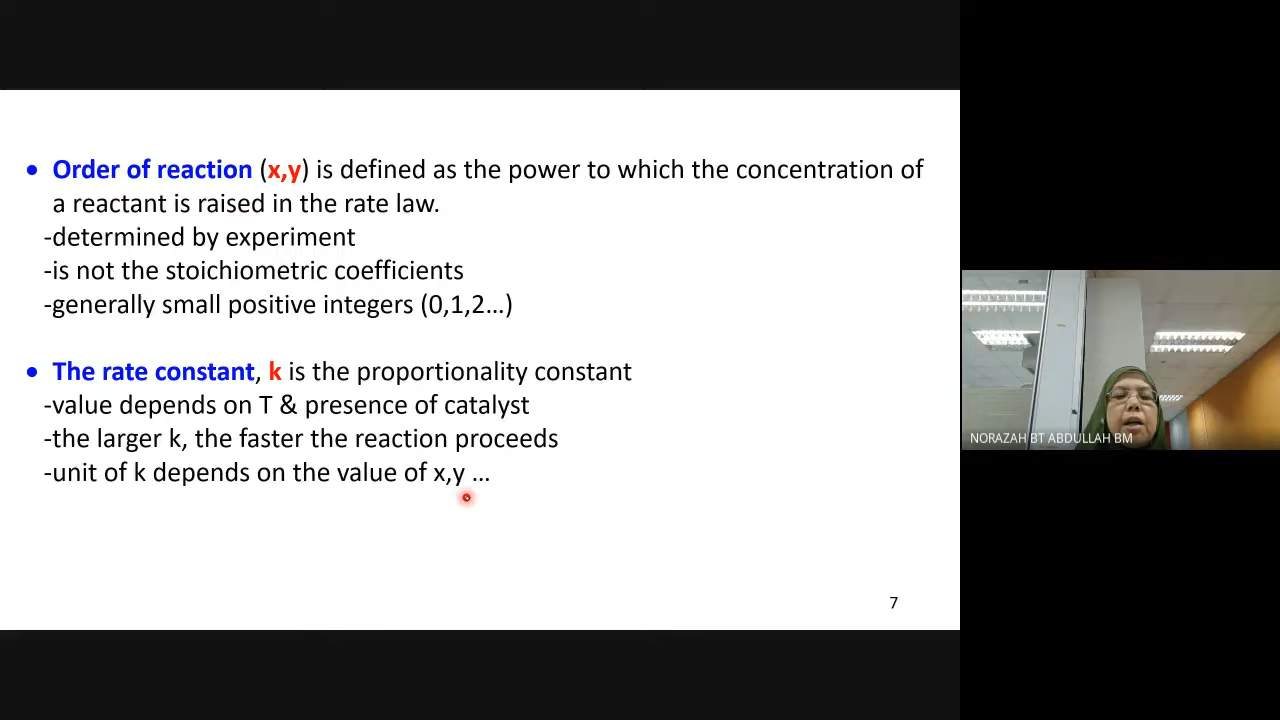 • Order of reaction (x,y) is defined as the power to which the concentration of
a reactant is raised in the rate law.
-determined by experiment
-is not the stoichiometric coefficients
-generally small positive integers (0,1,2…)
• The rate constant, k is the proportionality constant
-value depends on T & presence of catalyst
-the larger k, the faster the reaction proceeds
-unit of k depends on the value of x,y …
7
NORAZAH BT ABDULLAH BM